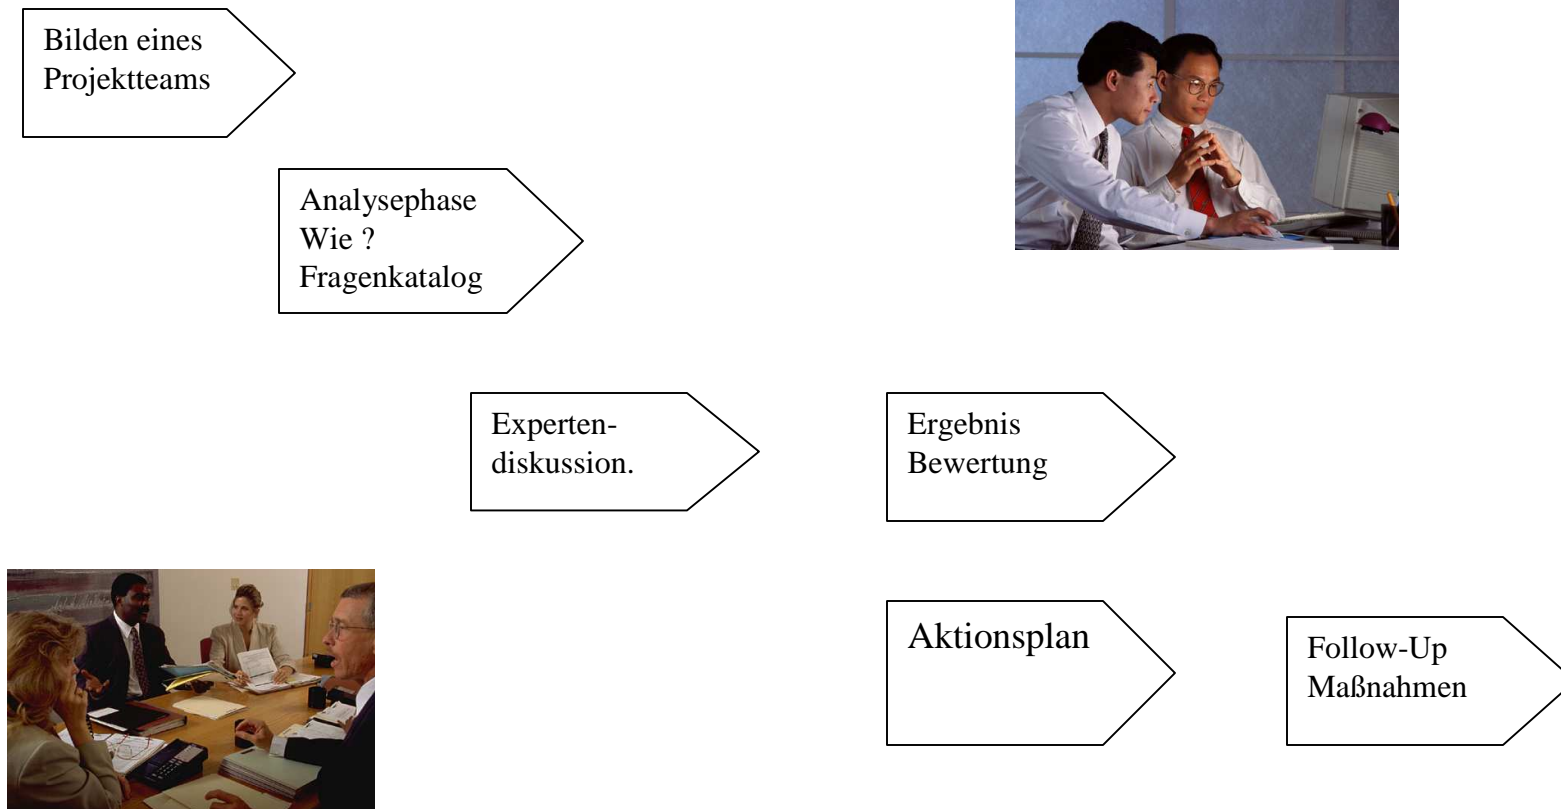 Bilden eines
Projektteams
Analysephase
Wie ?
Fragenkatalog
Experten-
diskussion.
Ergebnis
Bewertung
Aktionsplan
Follow-Up
Maßnahmen